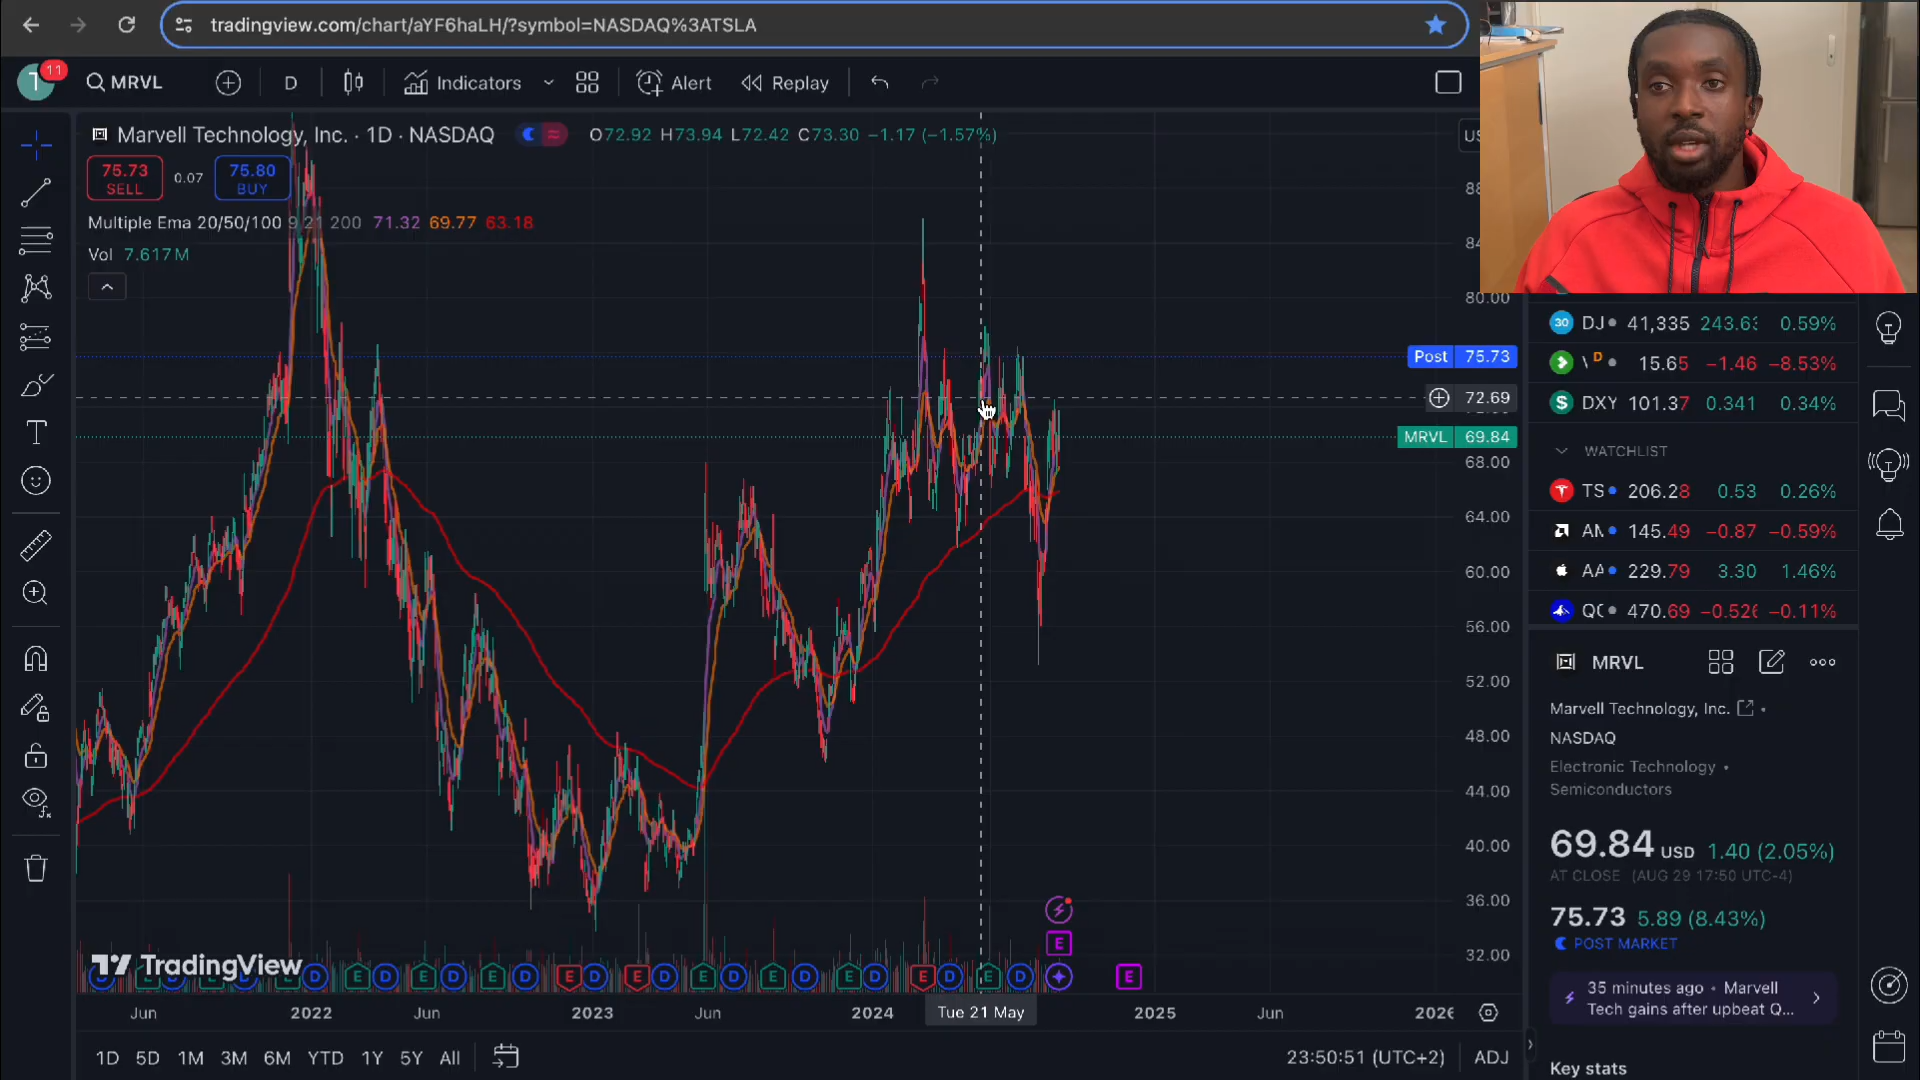 tradingview.com/chart/aYF6haLH/?symbol=NASDAQ%3ATSLA
T 11 MRVL D Indicators Alert Replay
Marvell Technology, Inc. · 1D · NASDAQ O72.92 H73.94 L72.42 C73.30 −1.17 (−1.57%)
75.73 SELL 0.07 75.80 BUY
Multiple Ema 20/50/100 9 21 200 71.32 69.77 63.18
Vol 7.617M
80.00
Post 75.73
72.69
MRVL 69.84
68.00
64.00
60.00
56.00
52.00
48.00
44.00
40.00
36.00
32.00
TradingView
E D E D E D E D E D E D E D E D E D E D E D E
E
Jun 2022 Jun 2023 Jun 2024 Tue 21 May 2025 Jun 2026
1D 5D 1M 3M 6M YTD 1Y 5Y All 23:50:51 (UTC+2) ADJ
30 DJ 41,335 243.63 0.59%
D 15.65 −1.46 −8.53%
S DXY 101.37 0.341 0.34%
WATCHLIST
TS 206.28 0.53 0.26%
145.49 −0.87 −0.59%
229.79 3.30 1.46%
470.69 −0.526 −0.11%
MRVL
Marvell Technology, Inc.
NASDAQ
Electronic Technology •
Semiconductors
69.84 USD 1.40 (2.05%)
AT CLOSE (AUG 29 17:50 UTC-4)
75.73 5.89 (8.43%)
POST MARKET
35 minutes ago • Marvell
Tech gains after upbeat Q...
Key stats